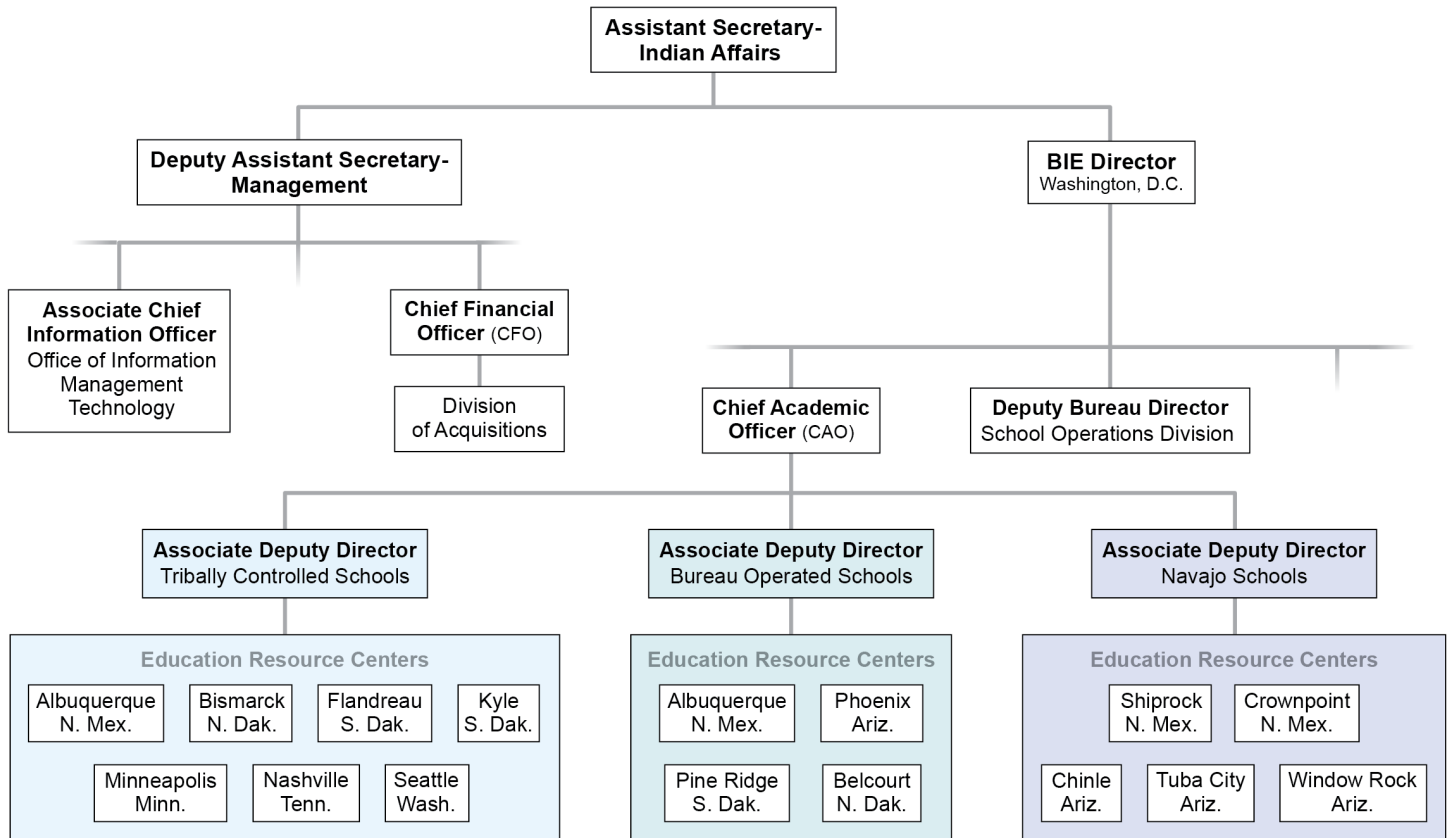 Assistant Secretary-
Indian Affairs
Deputy Assistant Secretary-
Management
BIE Director
Washington, D.C.
Associate Chief
Information Officer
Office of Information
Management
Technology
Chief Financial
Officer (CFO)
Division
of Acquisitions
Chief Academic
Officer (CAO)
Deputy Bureau Director
School Operations Division
Associate Deputy Director
Tribally Controlled Schools
Associate Deputy Director
Bureau Operated Schools
Associate Deputy Director
Navajo Schools
Education Resource Centers
Albuquerque
N. Mex.
Bismarck
N. Dak.
Flandreau
S. Dak.
Kyle
S. Dak.
Minneapolis
Minn.
Nashville
Tenn.
Seattle
Wash.
Education Resource Centers
Albuquerque
N. Mex.
Phoenix
Ariz.
Pine Ridge
S. Dak.
Belcourt
N. Dak.
Education Resource Centers
Shiprock
N. Mex.
Crownpoint
N. Mex.
Chinle
Ariz.
Tuba City
Ariz.
Window Rock
Ariz.